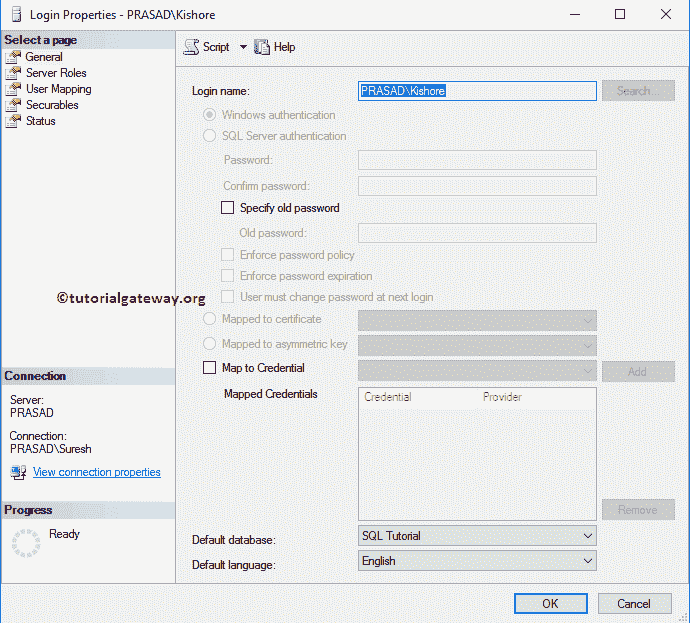 Login Properties - PRASAD\Kishore
Select a page
General
Server Roles
User Mapping
Securables
Status
Script
Help
Login name:
PRASAD\Kishore
Search...
Windows authentication
SQL Server authentication
Password:
Confirm password:
Specify old password
Old password:
Enforce password policy
Enforce password expiration
User must change password at next login
©tutorialgateway.org
Mapped to certificate
Mapped to asymmetric key
Map to Credential
Add
Mapped Credentials
Credential Provider
Remove
Default database:
SQL Tutorial
Default language:
English
Connection
Server:
PRASAD
Connection:
PRASAD\Suresh
View connection properties
Progress
Ready
OK
Cancel